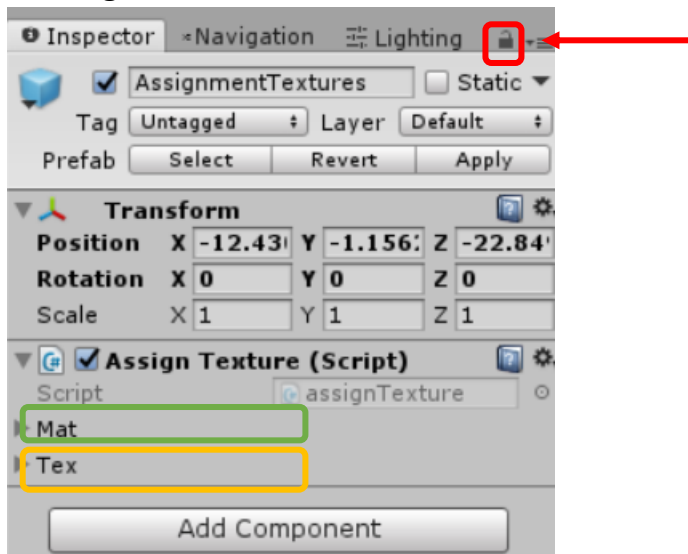 Inspector Navigation Lighting
AssignmentTextures Static
Tag Untagged Layer Default
Prefab Select Revert Apply
Transform
Position X -12.43 Y -1.156 Z -22.84
Rotation X 0 Y 0 Z 0
Scale X 1 Y 1 Z 1
Assign Texture (Script)
Script assignTexture
Mat
Tex
Add Component